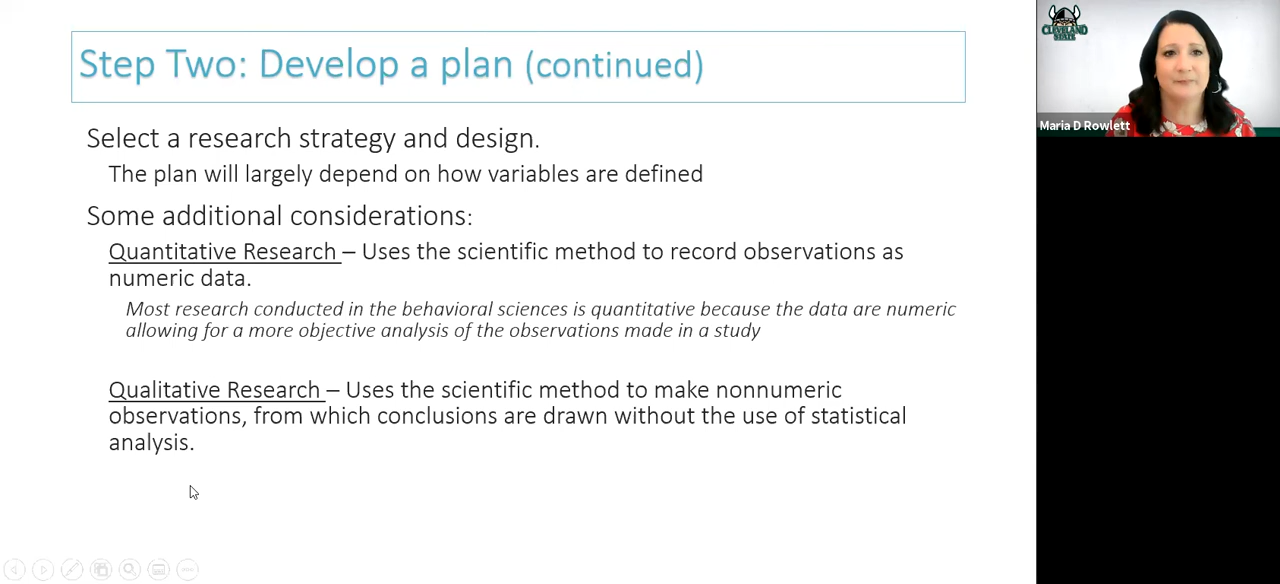 Step Two: Develop a plan (continued)
Select a research strategy and design.
The plan will largely depend on how variables are defined
Some additional considerations:
Quantitative Research – Uses the scientific method to record observations as
numeric data.
Most research conducted in the behavioral sciences is quantitative because the data are numeric
allowing for a more objective analysis of the observations made in a study
Qualitative Research – Uses the scientific method to make nonnumeric
observations, from which conclusions are drawn without the use of statistical
analysis.
CLEVELAND
STATE
Maria D Rowlett